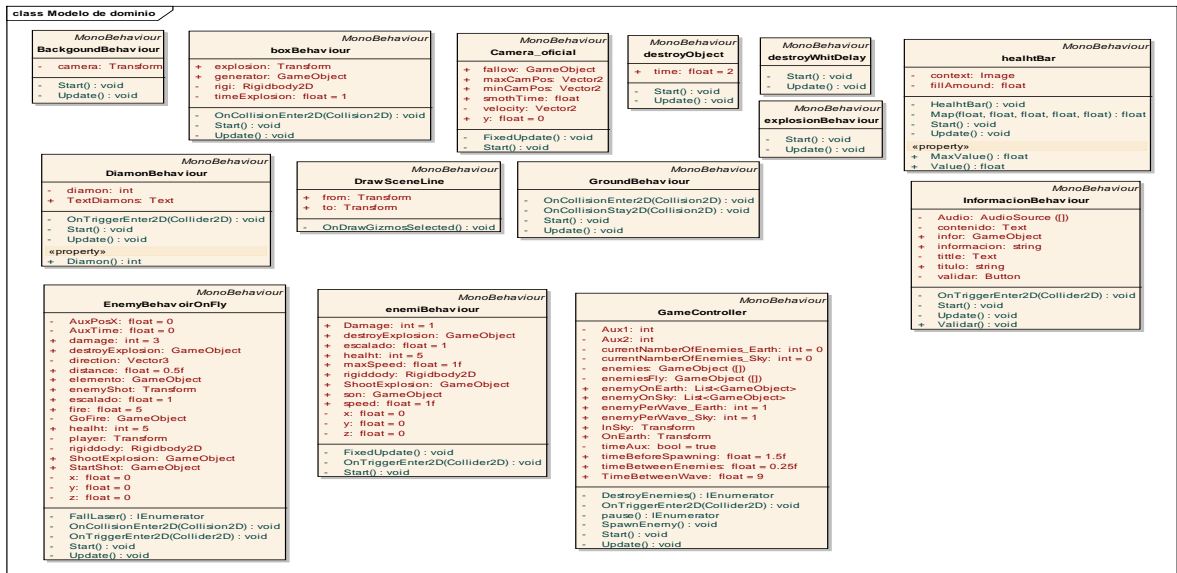 class Modelo de dominio
MonoBehaviour
BackgoundBehaviour
- camera: Transform
- Start() : void
- Update() : void
MonoBehaviour
boxBehaviour
+ explosion: Transform
+ generator: GameObject
- rigi: Rigidbody2D
- timeExplosion: float = 1
- OnCollisionEnter2D(Collision2D) : void
- Start() : void
- Update() : void
MonoBehaviour
Camera_oficial
+ fallow: GameObject
+ maxCamPos: Vector2
+ minCamPos: Vector2
+ smothTime: float
- velocity: Vector2
+ y: float = 0
- FixedUpdate() : void
- Start() : void
MonoBehaviour
destroyObject
+ time: float = 2
- Start() : void
- Update() : void
MonoBehaviour
destroyWhitDelay
- Start() : void
- Update() : void
MonoBehaviour
explosionBehaviour
- Start() : void
- Update() : void
MonoBehaviour
healhtBar
- context: Image
- fillAmound: float
- HealhtBar() : void
- Map(float, float, float, float, float) : float
- Start() : void
- Update() : void
«property»
+ MaxValue() : float
+ Value() : float
MonoBehaviour
DiamonBehaviour
- diamon: int
+ TextDiamons: Text
- OnTriggerEnter2D(Collider2D) : void
- Start() : void
- Update() : void
«property»
+ Diamon() : int
MonoBehaviour
DrawSceneLine
+ from: Transform
+ to: Transform
- OnDrawGizmosSelected() : void
MonoBehaviour
GroundBehaviour
- OnCollisionEnter2D(Collision2D) : void
- OnCollisionStay2D(Collision2D) : void
- Start() : void
- Update() : void
MonoBehaviour
InformacionBehaviour
- Audio: AudioSource ([])
- contenido: Text
+ infor: GameObject
+ informacion: string
- tittle: Text
+ titulo: string
- validar: Button
- OnTriggerEnter2D(Collider2D) : void
- Start() : void
- Update() : void
+ Validar() : void
MonoBehaviour
EnemyBehavoirOnFly
- AuxPosX: float = 0
- AuxTime: float = 0
+ damage: int = 3
+ destroyExplosion: GameObject
- direction: Vector3
+ distance: float = 0.5f
+ elemento: GameObject
+ enemyShot: Transform
+ escalado: float = 1
+ fire: float = 5
- GoFire: GameObject
+ healht: int = 5
- player: Transform
- rigiddody: Rigidbody2D
+ ShootExplosion: GameObject
+ StartShot: GameObject
- x: float = 0
- y: float = 0
- z: float = 0
- FallLaser() : IEnumerator
- OnCollisionEnter2D(Collision2D) : void
- OnTriggerEnter2D(Collider2D) : void
- Start() : void
- Update() : void
MonoBehaviour
enemiBehaviour
+ Damage: int = 1
+ destroyExplosion: GameObject
+ escalado: float = 1
+ healht: int = 5
+ maxSpeed: float = 1f
+ rigiddody: Rigidbody2D
+ ShootExplosion: GameObject
+ son: GameObject
+ speed: float = 1f
- x: float = 0
- y: float = 0
- z: float = 0
- FixedUpdate() : void
- OnTriggerEnter2D(Collider2D) : void
- Start() : void
MonoBehaviour
GameController
- Aux1: int
- Aux2: int
- currentNamberOfEnemies_Earth: int = 0
- currentNamberOfEnemies_Sky: int = 0
- enemies: GameObject ([])
- enemiesFly: GameObject ([])
+ enemyOnEarth: List<GameObject>
+ enemyOnSky: List<GameObject>
+ enemyPerWave_Earth: int = 1
+ enemyPerWave_Sky: int = 1
+ InSky: Transform
+ OnEarth: Transform
- timeAux: bool = true
+ timeBeforeSpawning: float = 1.5f
+ timeBetweenEnemies: float = 0.25f
+ TimeBetweenWave: float = 9
- DestroyEnemies() : IEnumerator
- OnTriggerEnter2D(Collider2D) : void
- pause() : IEnumerator
- SpawnEnemy() : void
- Start() : void
- Update() : void